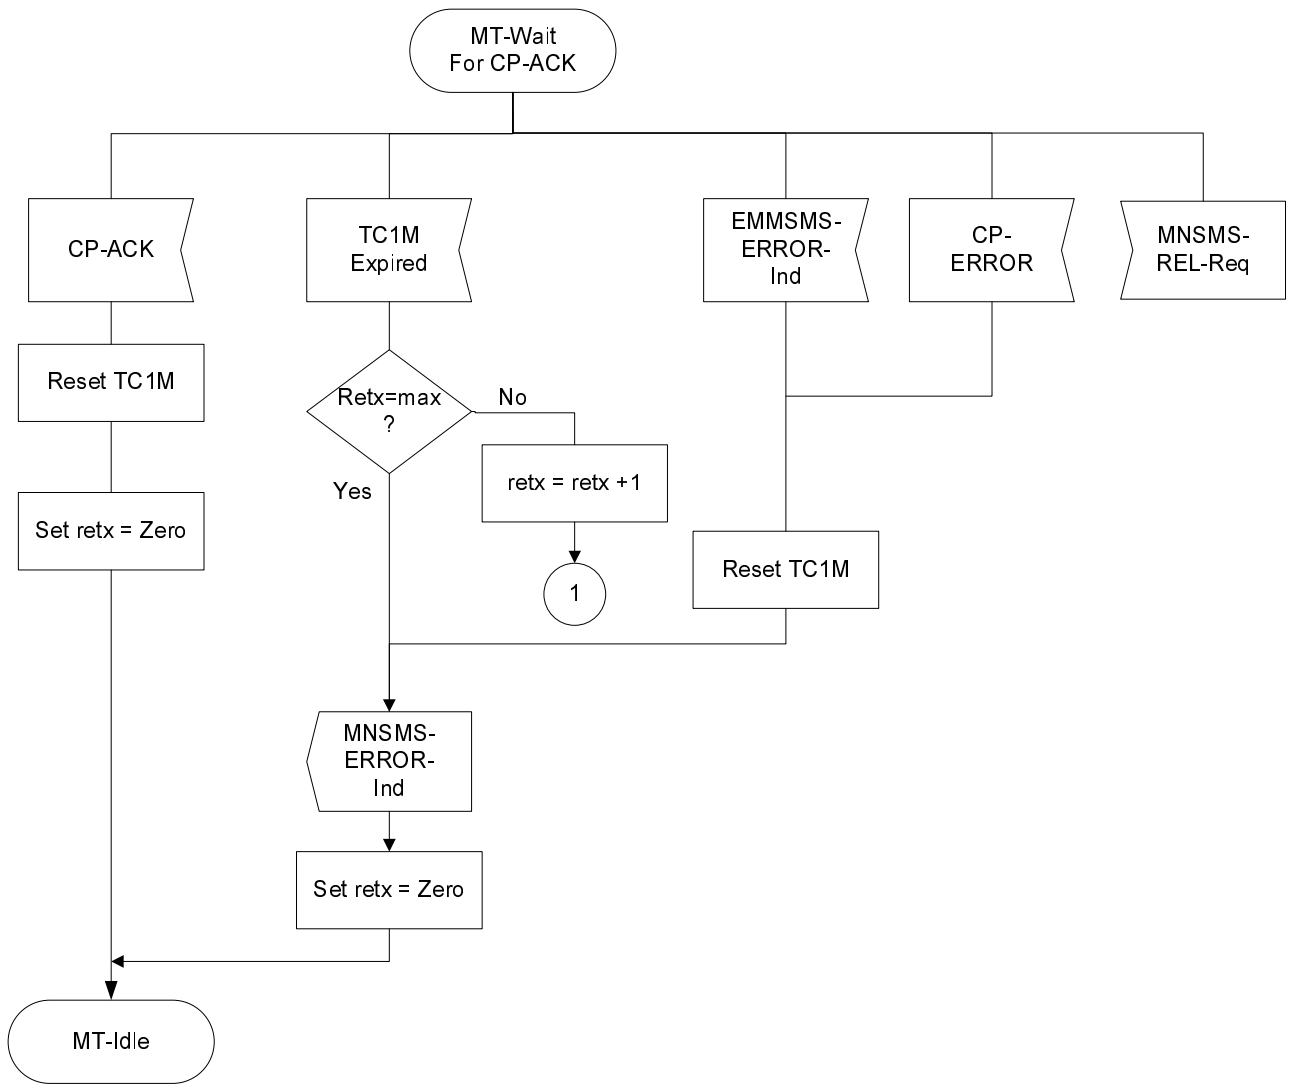 MT-Wait
For CP-ACK
CP-ACK
TC1M
Expired
EMMSMS-
ERROR-
Ind
CP-
ERROR
MNSMS-
REL-Req
Reset TC1M
Retx=max
?
No
Yes
retx = retx +1
Set retx = Zero
Reset TC1M
1
MNSMS-
ERROR-
Ind
Set retx = Zero
MT-Idle